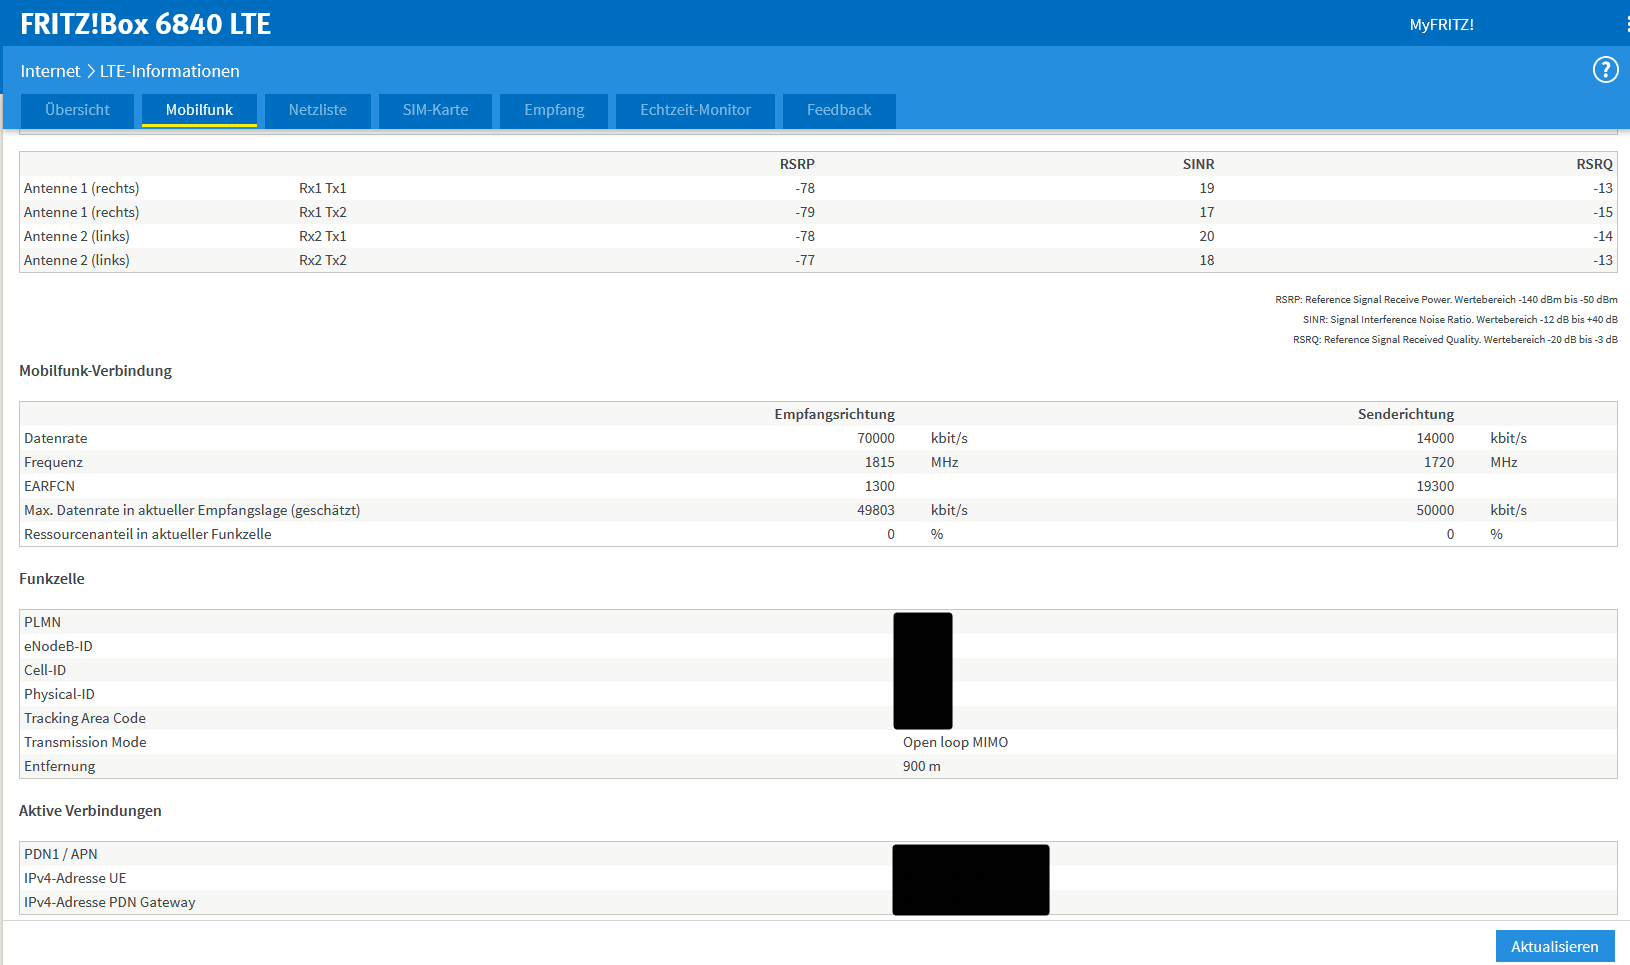 FRITZ!Box 6840 LTE
MyFRITZ!
Internet > LTE-Informationen
?
Übersicht Mobilfunk Netzliste SIM-Karte Empfang Echtzeit-Monitor Feedback
RSRP SINR RSRQ
Antenne 1 (rechts) Rx1 Tx1 -78 19 -13
Antenne 1 (rechts) Rx1 Tx2 -79 17 -15
Antenne 2 (links) Rx2 Tx1 -78 20 -14
Antenne 2 (links) Rx2 Tx2 -77 18 -13
RSRP: Reference Signal Receive Power. Wertebereich -140 dBm bis -50 dBm
SINR: Signal Interference Noise Ratio. Wertebereich -12 dB bis +40 dB
RSRQ: Reference Signal Received Quality. Wertebereich -20 dB bis -3 dB
Mobilfunk-Verbindung
Empfangsrichtung Senderichtung
Datenrate 70000 kbit/s 14000 kbit/s
Frequenz 1815 MHz 1720 MHz
EARFCN 1300 19300
Max. Datenrate in aktueller Empfangslage (geschätzt) 49803 kbit/s 50000 kbit/s
Ressourcenanteil in aktueller Funkzelle 0 % 0 %
Funkzelle
PLMN
eNodeB-ID
Cell-ID
Physical-ID
Tracking Area Code
Transmission Mode Open loop MIMO
Entfernung 900 m
Aktive Verbindungen
PDN1 / APN
IPv4-Adresse UE
IPv4-Adresse PDN Gateway
Aktualisieren